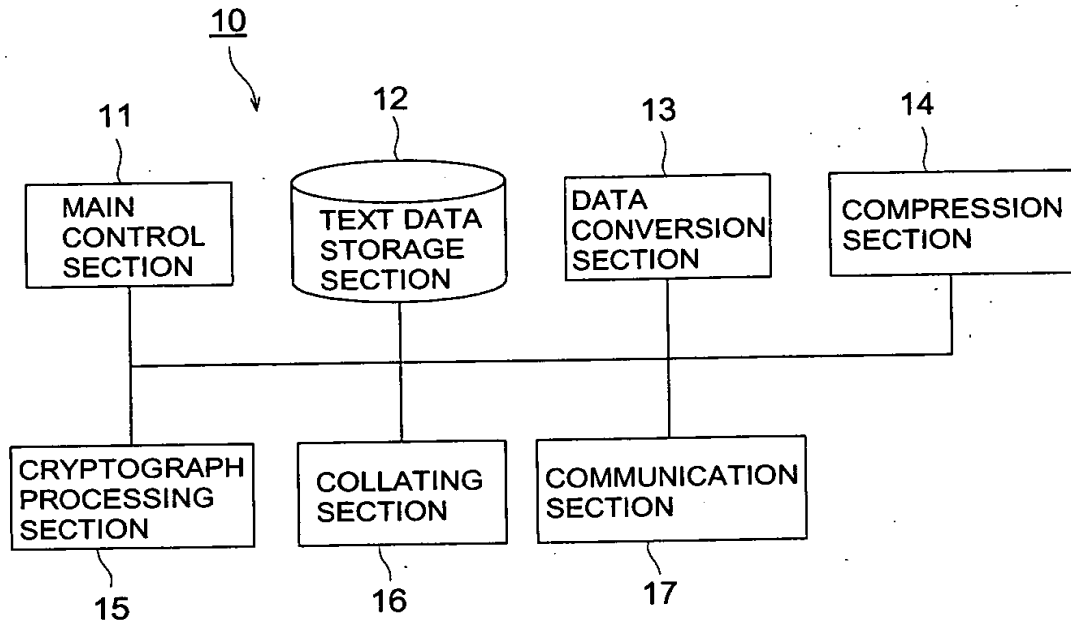 10
11
12
13
14
MAIN
CONTROL
SECTION
TEXT DATA
STORAGE
SECTION
DATA
CONVERSION
SECTION
COMPRESSION
SECTION
CRYPTOGRAPH
PROCESSING
SECTION
COLLATING
SECTION
COMMUNICATION
SECTION
15
16
17